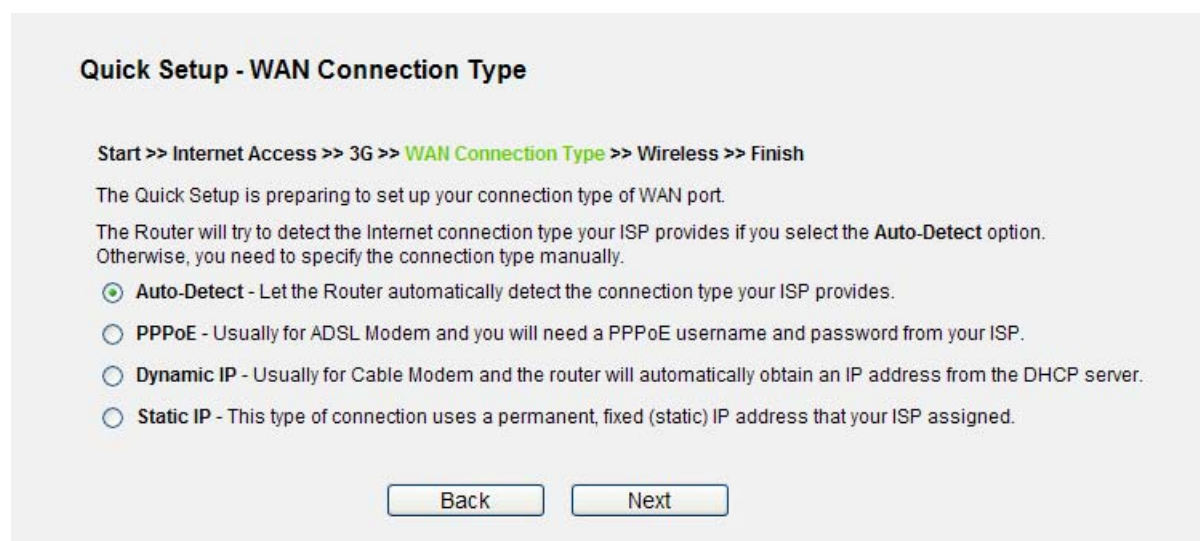 Quick Setup - WAN Connection Type
Start >> Internet Access >> 3G >> WAN Connection Type >> Wireless >> Finish
The Quick Setup is preparing to set up your connection type of WAN port.
The Router will try to detect the Internet connection type your ISP provides if you select the Auto-Detect option.
Otherwise, you need to specify the connection type manually.
Auto-Detect - Let the Router automatically detect the connection type your ISP provides.
PPPoE - Usually for ADSL Modem and you will need a PPPoE username and password from your ISP.
Dynamic IP - Usually for Cable Modem and the router will automatically obtain an IP address from the DHCP server.
Static IP - This type of connection uses a permanent, fixed (static) IP address that your ISP assigned.
Back Next